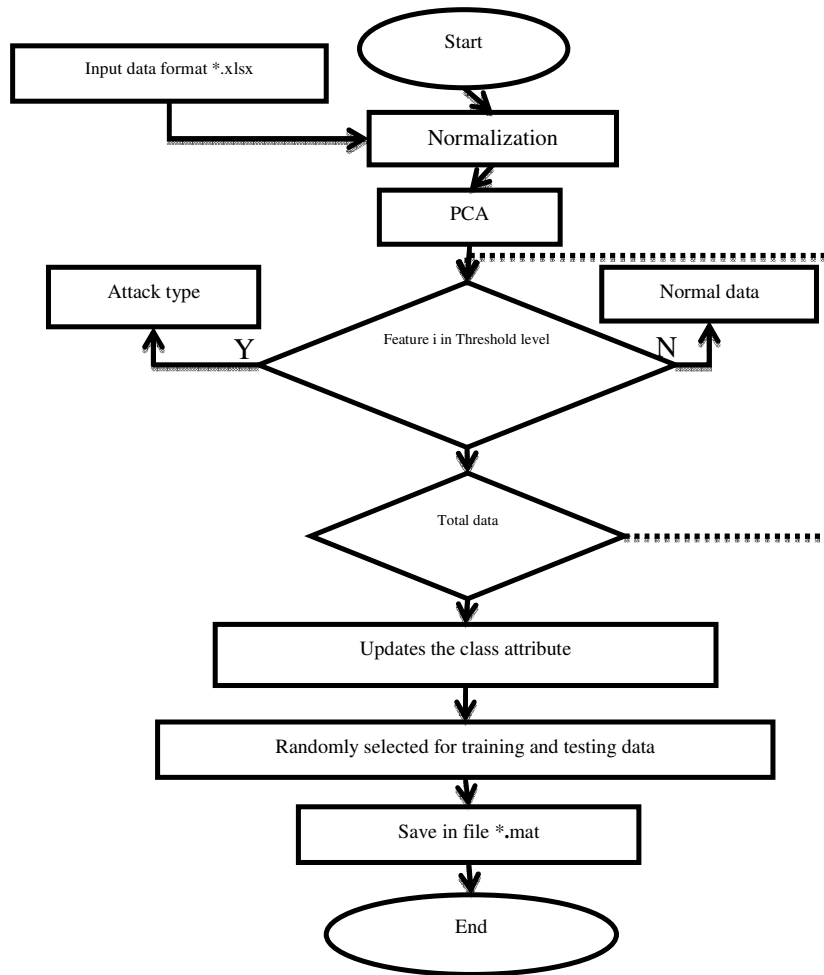 Start
Input data format *.xlsx
Normalization
PCA
Attack type
Normal data
Feature i in Threshold level
Y
N
Total data
Updates the class attribute
Randomly selected for training and testing data
Save in file *.mat
End